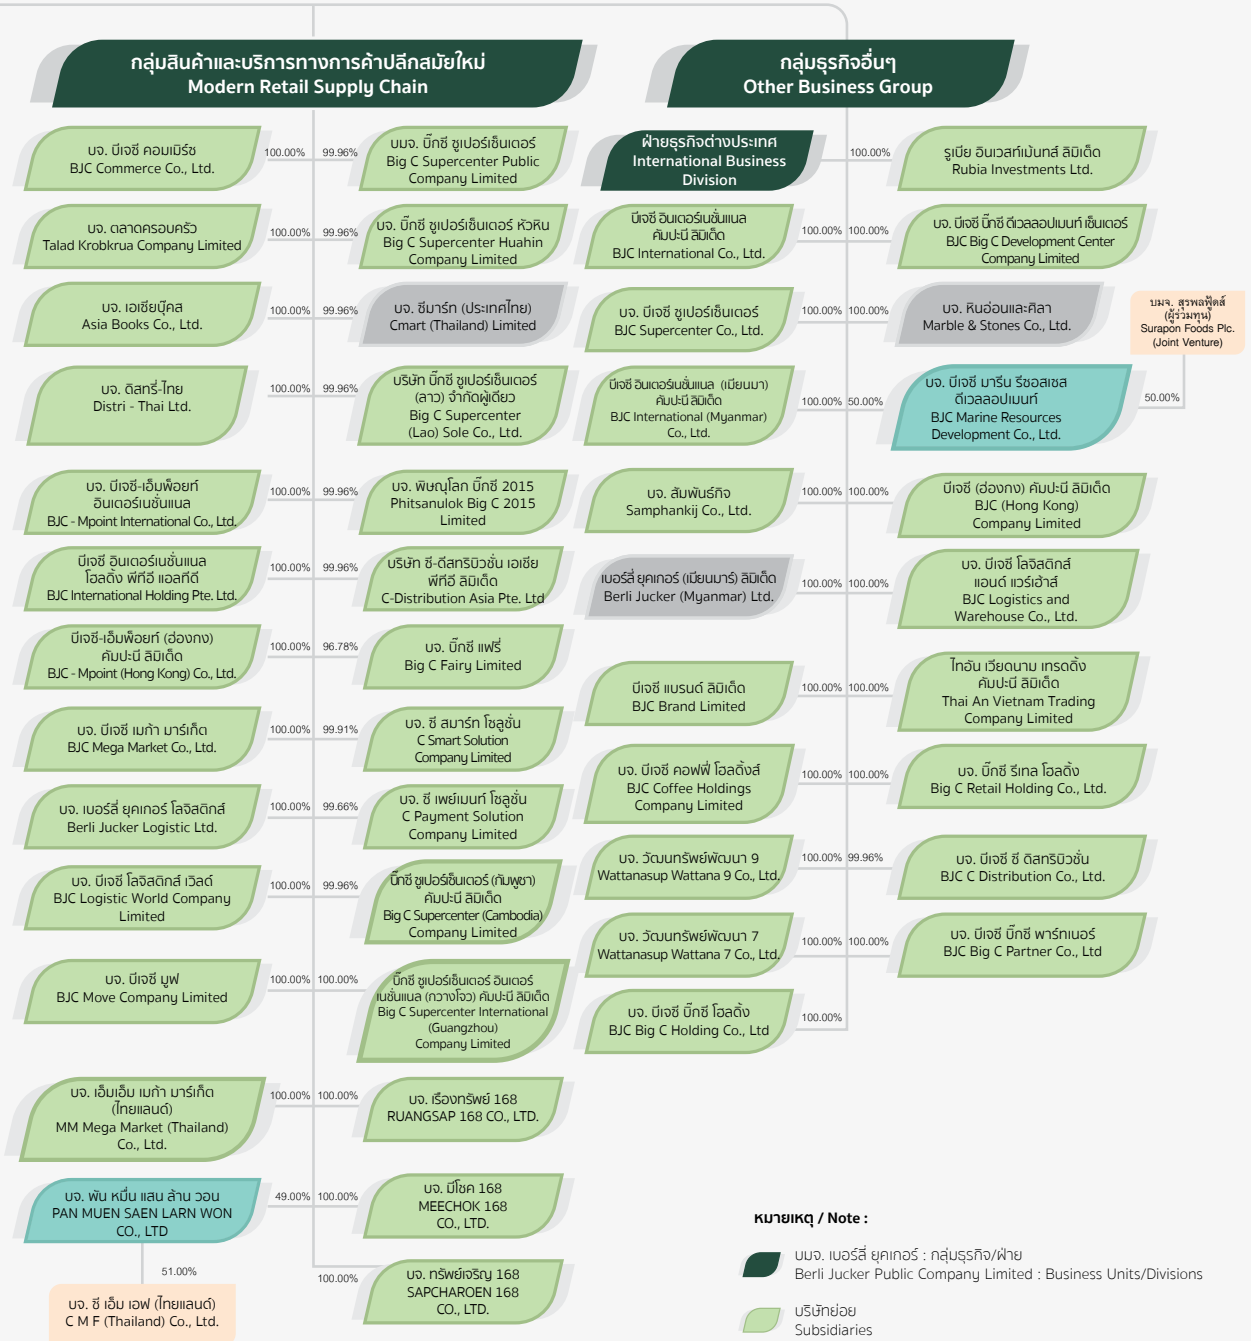 กลุ่มสินค้าและบริการทางการค้าปลีกสมัยใหม่
Modern Retail Supply Chain
กลุ่มธุรกิจอื่นๆ
Other Business Group
บจ. บีเจซี คอมเมิร์ซ
BJC Commerce Co., Ltd.
100.00%
99.96%
บมจ. บิ๊กซี ซูเปอร์เซ็นเตอร์
Big C Supercenter Public
Company Limited
ฝ่ายธุรกิจต่างประเทศ
International Business
Division
100.00%
รูเบีย อินเวสท์เม้นทส์ ลิมิเต็ด
Rubia Investments Ltd.
บจ. ตลาดครอบครัว
Talad Krobkrua Company Limited
100.00%
99.96%
บจ. บิ๊กซี ซูเปอร์เซ็นเตอร์ หัวหิน
Big C Supercenter Huahin
Company Limited
บีเจซี อินเตอร์เนชั่นแนล
คัมปะนี ลิมิเต็ด
BJC International Co., Ltd.
100.00%
100.00%
บจ. บีเจซี บิ๊กซี ดีเวลลอปเมนท์ เซ็นเตอร์
BJC Big C Development Center
Company Limited
บจ. เอเซียบุ๊คส
Asia Books Co., Ltd.
100.00%
99.96%
บจ. ซีมาร์ท (ประเทศไทย)
Cmart (Thailand) Limited
บจ. บีเจซี ซูเปอร์เซ็นเตอร์
BJC Supercenter Co., Ltd.
100.00%
100.00%
บจ. หินอ่อนและศิลา
Marble & Stones Co., Ltd.
บมจ. สุรพลฟู้ดส์
(ผู้ร่วมทุน)
Surapon Foods Plc.
(Joint Venture)
บจ. ดิสทรี่-ไทย
Distri - Thai Ltd.
100.00%
99.96%
บริษัท บิ๊กซี ซูเปอร์เซ็นเตอร์
(ลาว) จำกัดผู้เดียว
Big C Supercenter
(Lao) Sole Co., Ltd.
บีเจซี อินเตอร์เนชั่นแนล (เมียนมา)
คัมปะนี ลิมิเต็ด
BJC International (Myanmar)
Co., Ltd.
100.00%
50.00%
บจ. บีเจซี มารีน รีซอสเซส
ดีเวลลอปเมนท์
BJC Marine Resources
Development Co., Ltd.
50.00%
บจ. บีเจซี-เอ็มพ็อยท์
อินเตอร์เนชั่นแนล
BJC - Mpoint International Co., Ltd.
100.00%
99.96%
บจ. พิษณุโลก บิ๊กซี 2015
Phitsanulok Big C 2015
Limited
บจ. สัมพันธ์กิจ
Samphankij Co., Ltd.
100.00%
100.00%
บีเจซี (ฮ่องกง) คัมปะนี ลิมิเต็ด
BJC (Hong Kong)
Company Limited
บีเจซี อินเตอร์เนชั่นแนล
โฮลดิ้ง พีทีอี แอลทีดี
BJC International Holding Pte. Ltd.
100.00%
99.96%
บริษัท ซี-ดีสทริบิวชั่น เอเชีย
พีทีอี ลิมิเต็ด
C-Distribution Asia Pte. Ltd
เบอร์ลี่ ยุคเกอร์ (เมียนมาร์) ลิมิเต็ด
Berli Jucker (Myanmar) Ltd.
100.00%
100.00%
บจ. บีเจซี โลจิสติกส์
แอนด์ แวร์เฮ้าส์
BJC Logistics and
Warehouse Co., Ltd.
บีเจซี-เอ็มพ็อยท์ (ฮ่องกง)
คัมปะนี ลิมิเต็ด
BJC - Mpoint (Hong Kong) Co., Ltd.
100.00%
96.78%
บจ. บิ๊กซี แฟรี่
Big C Fairy Limited
บีเจซี แบรนด์ ลิมิเต็ด
BJC Brand Limited
100.00%
100.00%
ไทอัน เวียดนาม เทรดดิ้ง
คัมปะนี ลิมิเต็ด
Thai An Vietnam Trading
Company Limited
บจ. บีเจซี เมก้า มาร์เก็ต
BJC Mega Market Co., Ltd.
100.00%
99.91%
บจ. ซี สมาร์ท โซลูชั่น
C Smart Solution
Company Limited
บจ. บีเจซี คอฟฟี่ โฮลดิ้งส์
BJC Coffee Holdings
Company Limited
100.00%
100.00%
บจ. บิ๊กซี รีเทล โฮลดิ้ง
Big C Retail Holding Co., Ltd.
บจ. เบอร์ลี่ ยุคเกอร์ โลจิสติกส์
Berli Jucker Logistic Ltd.
100.00%
99.66%
บจ. ซี เพย์เมนท์ โซลูชั่น
C Payment Solution
Company Limited
บจ. วัฒนทรัพย์พัฒนา 9
Wattanasup Wattana 9 Co., Ltd.
100.00%
99.96%
บจ. บีเจซี ซี ดิสทริบิวชั่น
BJC C Distribution Co., Ltd.
บจ. บีเจซี โลจิสติกส์ เวิลด์
BJC Logistic World Company
Limited
100.00%
99.96%
บิ๊กซี ซูเปอร์เซ็นเตอร์ (กัมพูชา)
คัมปะนี ลิมิเต็ด
Big C Supercenter (Cambodia)
Company Limited
บจ. วัฒนทรัพย์พัฒนา 7
Wattanasup Wattana 7 Co., Ltd.
100.00%
100.00%
บจ. บีเจซี บิ๊กซี พาร์ทเนอร์
BJC Big C Partner Co., Ltd
บจ. บีเจซี มูฟ
BJC Move Company Limited
100.00%
100.00%
บิ๊กซี ซูเปอร์เซ็นเตอร์ อินเตอร์
เนชั่นแนล (กวางโจว) คัมปะนี ลิมิเต็ด
Big C Supercenter International
(Guangzhou)
Company Limited
บจ. บีเจซี บิ๊กซี โฮลดิ้ง
BJC Big C Holding Co., Ltd
100.00%
บจ. เอ็มเอ็ม เมก้า มาร์เก็ต
(ไทยแลนด์)
MM Mega Market (Thailand)
Co., Ltd.
100.00%
100.00%
บจ. เรืองทรัพย์ 168
RUANGSAP 168 CO., LTD.
บจ. พัน หมื่น แสน ล้าน วอน
PAN MUEN SAEN LARN WON
CO., LTD
49.00%
100.00%
บจ. มีโชค 168
MEECHOK 168
CO., LTD.
51.00%
บจ. ซี เอ็ม เอฟ (ไทยแลนด์)
C M F (Thailand) Co., Ltd.
100.00%
บจ. ทรัพย์เจริญ 168
SAPCHAROEN 168
CO., LTD.
หมายเหตุ / Note :
บมจ. เบอร์ลี่ ยุคเกอร์ : กลุ่มธุรกิจ/ฝ่าย
Berli Jucker Public Company Limited : Business Units/Divisions
บริษัทย่อย
Subsidiaries